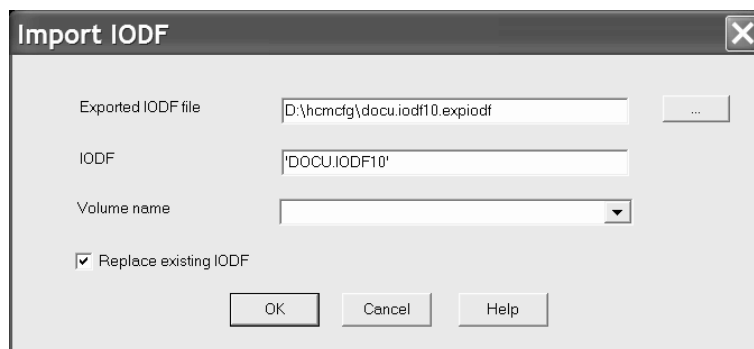 Import IODF
Exported IODF file D:\hcmcfg\docu.iodf10.expiodf ...
IODF 'DOCU.IODF10'
Volume name
Replace existing IODF
OK Cancel Help